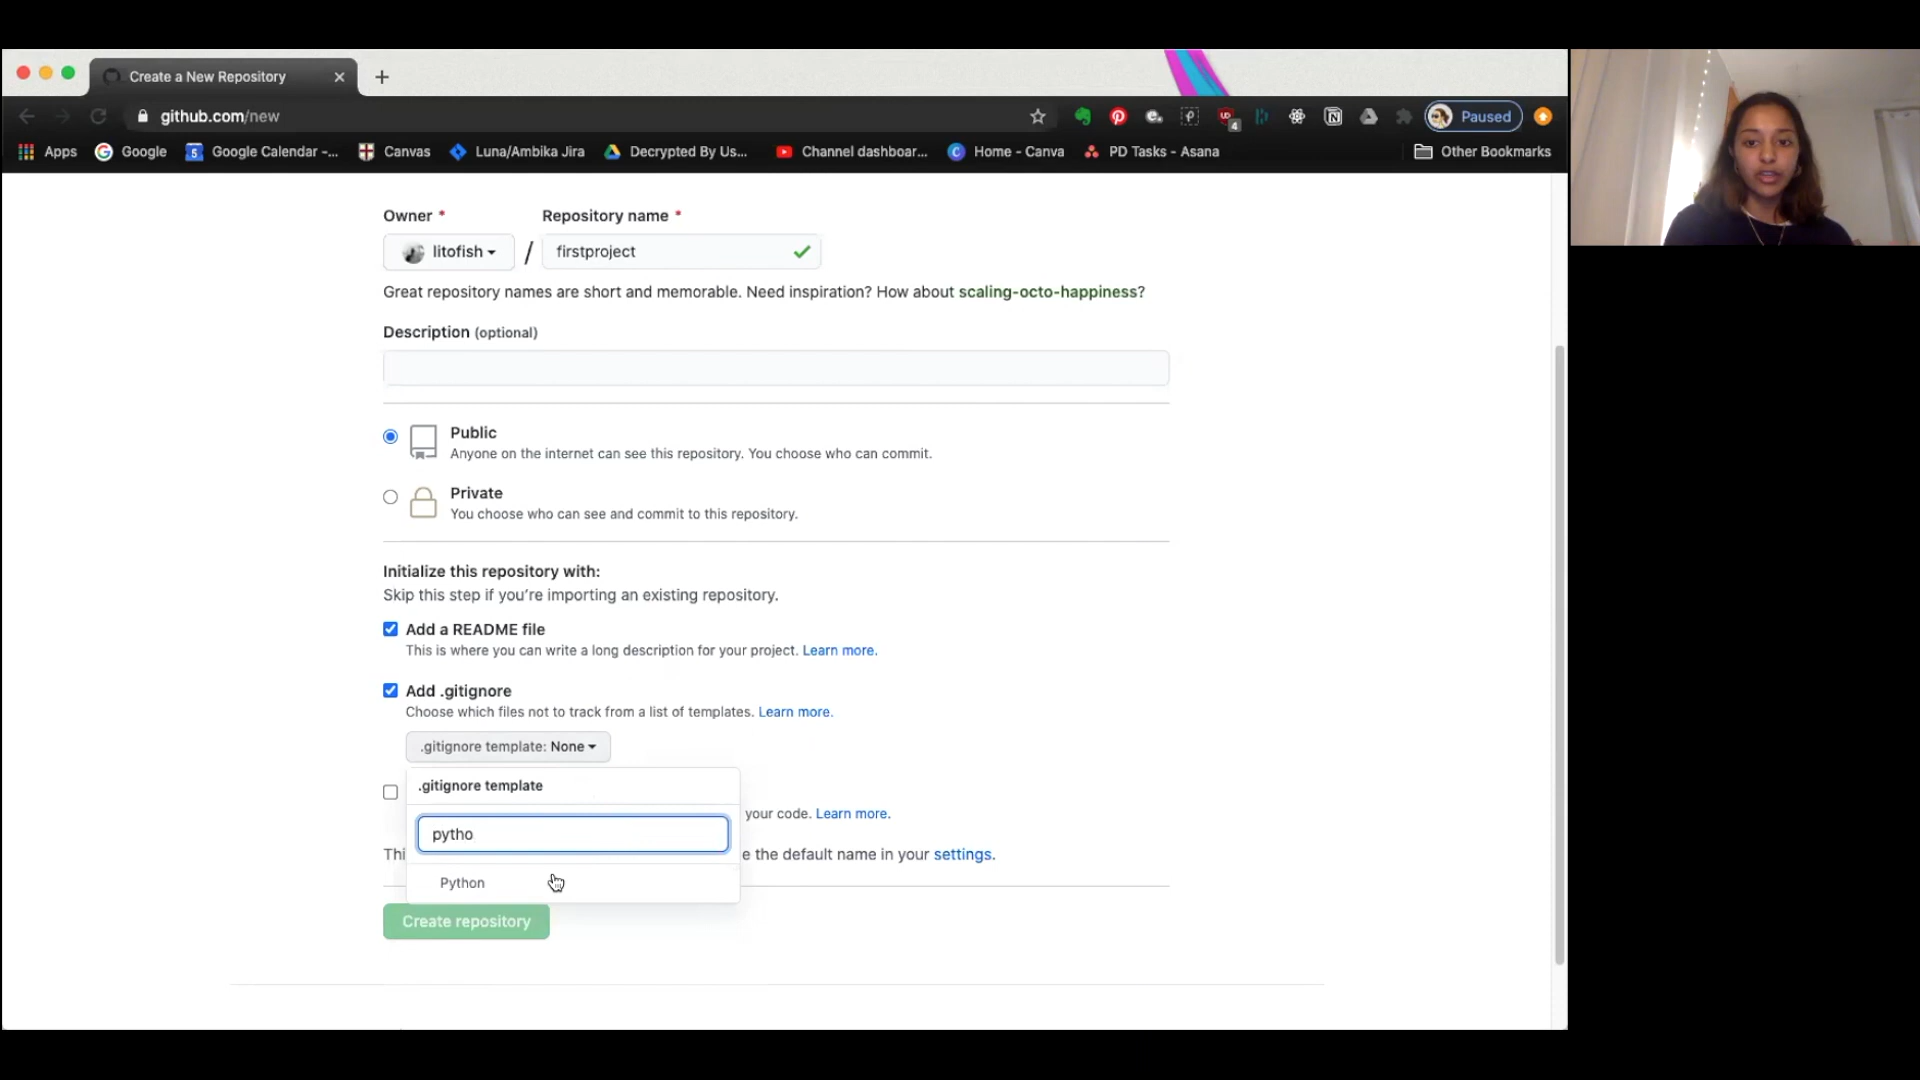 Create a New Repository
github.com/new
4
Paused
Apps
Google
5
Google Calendar -...
Canvas
Luna/Ambika Jira
Decrypted By Us...
Channel dashboar...
Home - Canva
PD Tasks - Asana
Other Bookmarks
Owner *
Repository name *
litofish
/
firstproject
Great repository names are short and memorable. Need inspiration? How about scaling-octo-happiness?
Description (optional)
Public
Anyone on the internet can see this repository. You choose who can commit.
Private
You choose who can see and commit to this repository.
Initialize this repository with:
Skip this step if you're importing an existing repository.
Add a README file
This is where you can write a long description for your project. Learn more.
Add .gitignore
Choose which files not to track from a list of templates. Learn more.
.gitignore template: None
.gitignore template
your code. Learn more.
pytho
Thi
e the default name in your settings.
Python
Create repository